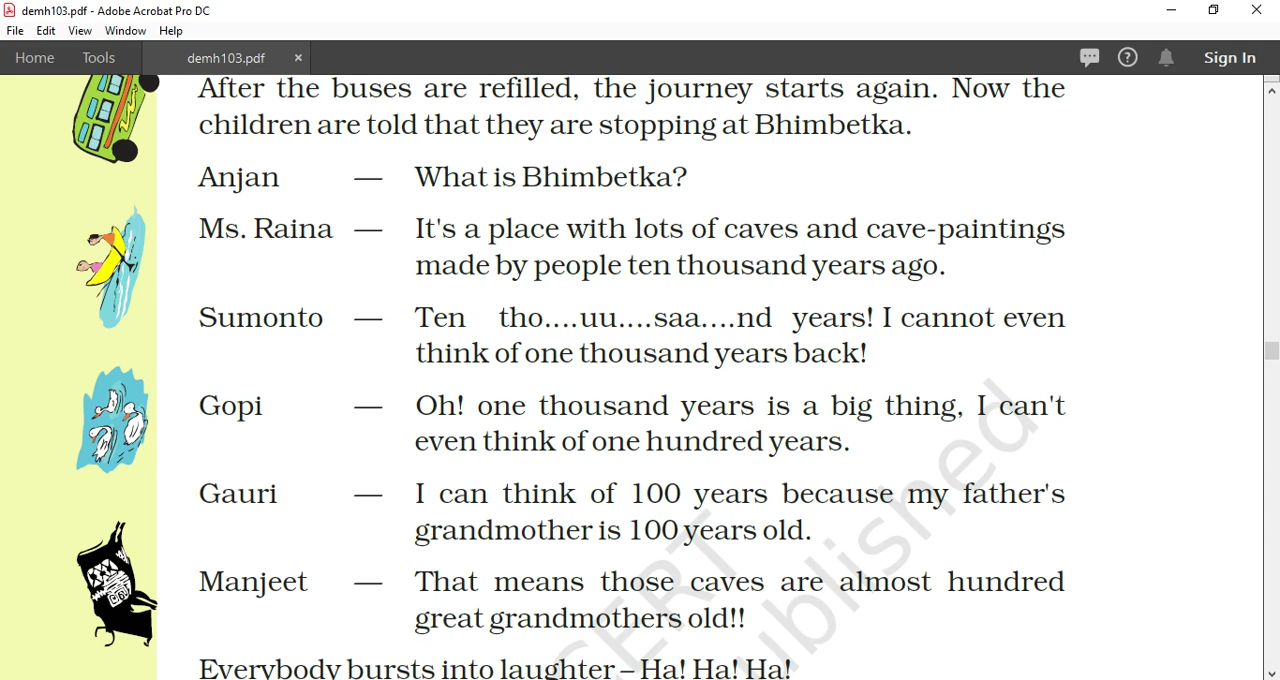 demh103.pdf - Adobe Acrobat Pro DC
File Edit View Window Help
Home Tools demh103.pdf × Sign In
After the buses are refilled, the journey starts again. Now the
children are told that they are stopping at Bhimbetka.
Anjan — What is Bhimbetka?
Ms. Raina — It's a place with lots of caves and cave-paintings
made by people ten thousand years ago.
Sumonto — Ten tho....uu....saa....nd years! I cannot even
think of one thousand years back!
Gopi — Oh! one thousand years is a big thing, I can't
even think of one hundred years.
Gauri — I can think of 100 years because my father's
grandmother is 100 years old.
Manjeet — That means those caves are almost hundred
great grandmothers old!!
Everybody bursts into laughter – Ha! Ha! Ha!